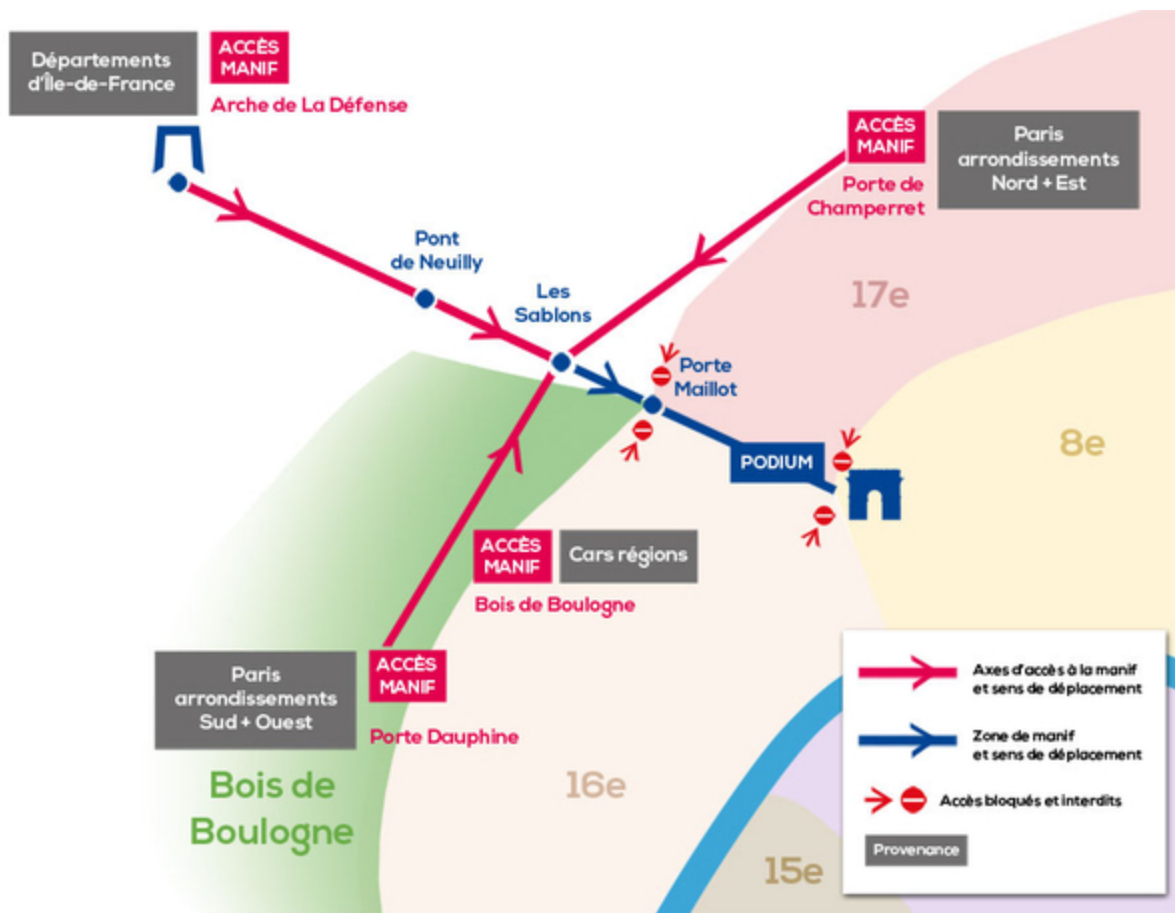 Départements
d'Île-de-France
ACCÈS
MANIF
Arche de La Défense
ACCÈS
MANIF
Porte de
Champerret
Paris
arrondissements
Nord + Est
Pont
de Neuilly
Les
Sablons
17e
Porte
Maillot
8e
PODIUM
ACCÈS
MANIF
Cars régions
Bois de Boulogne
Paris
arrondissements
Sud + Ouest
ACCÈS
MANIF
Porte Dauphine
Bois de
Boulogne
16e
15e
Axes d'accès à la manif
et sens de déplacement
Zone de manif
et sens de déplacement
Accès bloqués et interdits
Provenance